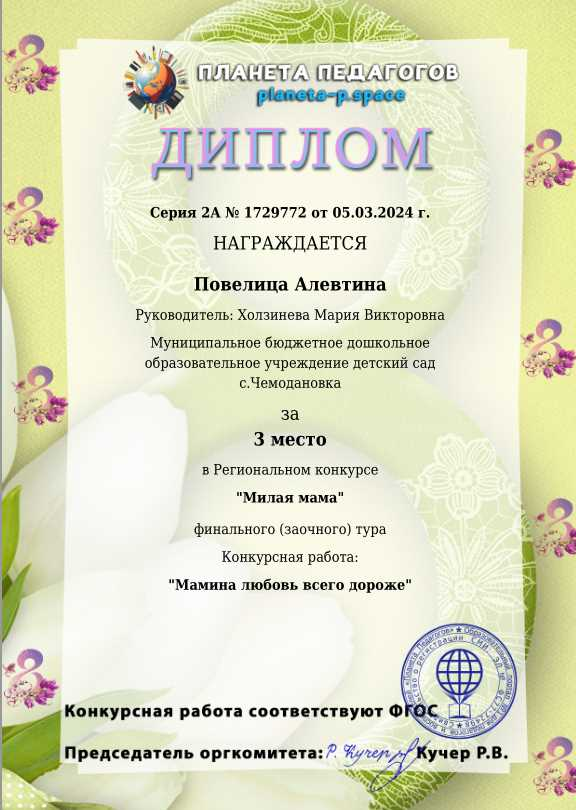 ПЛАНЕТА ПЕДАГОГОВ
planeta-p.space
ДИПЛОМ
Серия 2А № 1729772 от 05.03.2024 г.
НАГРАЖДАЕТСЯ
Повелица Алевтина
Руководитель: Холзинева Мария Викторовна
Муниципальное бюджетное дошкольное
образовательное учреждение детский сад
с.Чемодановка
за
3 место
в Региональном конкурсе
"Милая мама"
финального (заочного) тура
Конкурсная работа:
"Мамина любовь всего дороже"
Конкурсная работа соответствуют ФГОС
Председатель оргкомитета: Р. Кучер Кучер Р.В.